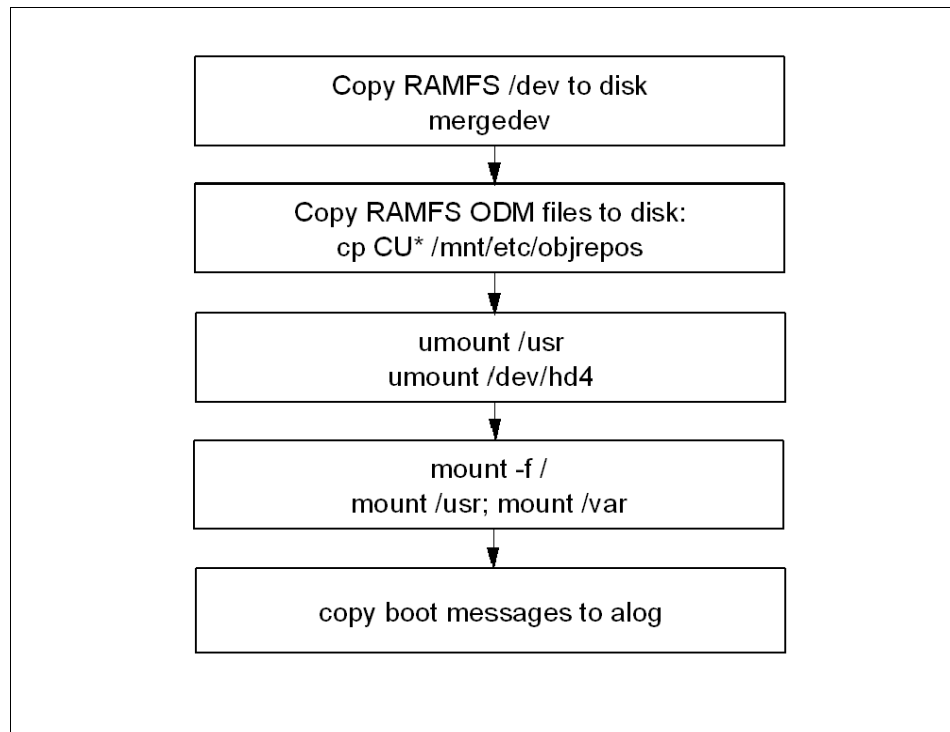 Copy RAMFS /dev to disk
mergedev
Copy RAMFS ODM files to disk:
cp CU* /mnt/etc/objrepos
umount /usr
umount /dev/hd4
mount -f /
mount /usr; mount /var
copy boot messages to alog